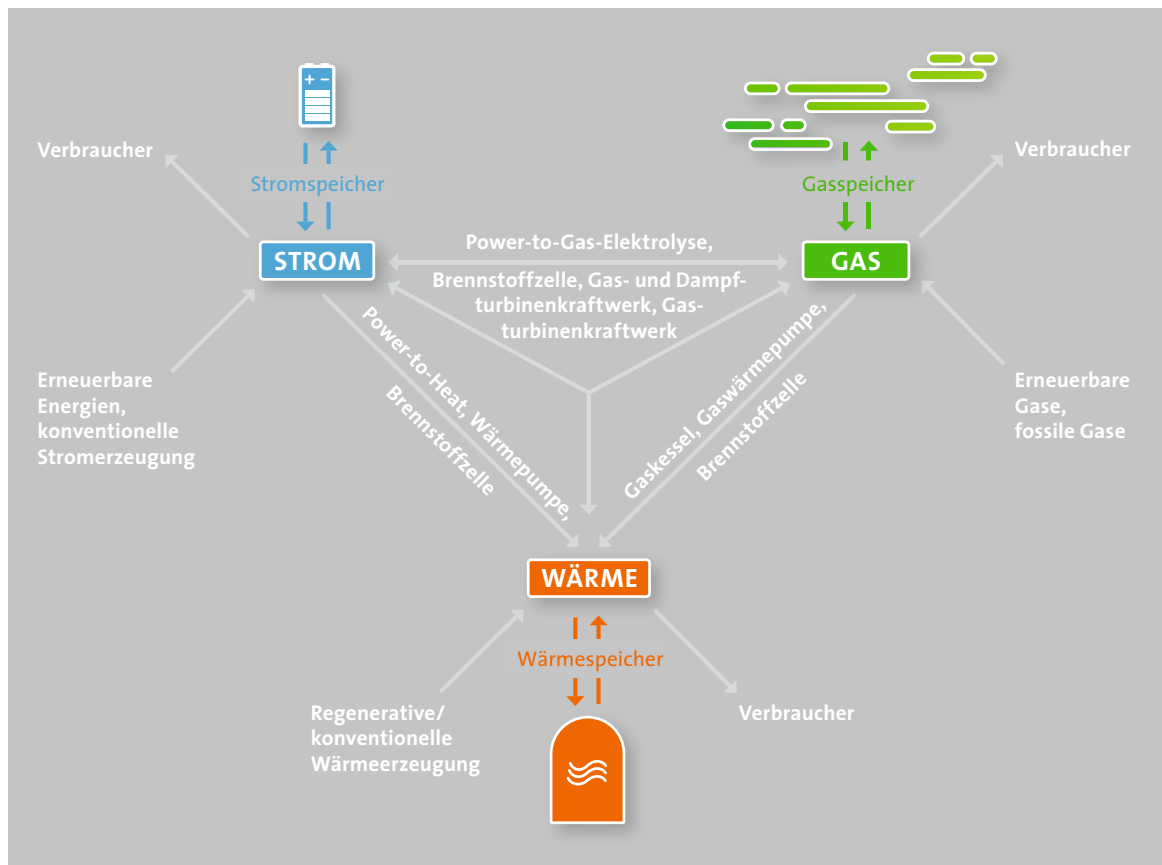 + −
Verbraucher
Stromspeicher
STROM
Erneuerbare
Energien,
konventionelle
Stromerzeugung
Power-to-Gas-Elektrolyse,
Brennstoffzelle, Gas- und Dampf-
turbinenkraftwerk, Gas-
turbinenkraftwerk
Gasspeicher
GAS
Verbraucher
Erneuerbare
Gase,
fossile Gase
Power-to-Heat, Wärmepumpe,
Brennstoffzelle
Gaskessel, Gaswärmepumpe,
Brennstoffzelle
WÄRME
Wärmespeicher
Regenerative/
konventionelle
Wärmeerzeugung
Verbraucher